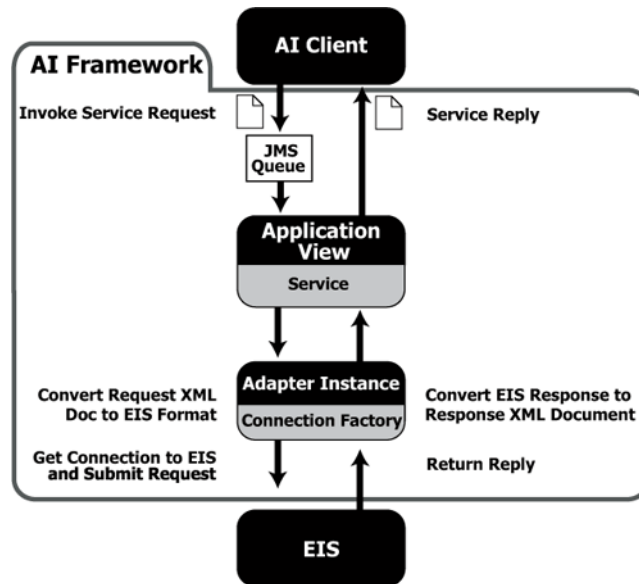 AI Client
AI Framework
Invoke Service Request
Service Reply
JMS
Queue
Application
View
Service
Adapter Instance
Connection Factory
Convert Request XML
Doc to EIS Format
Convert EIS Response to
Response XML Document
Get Connection to EIS
and Submit Request
Return Reply
EIS